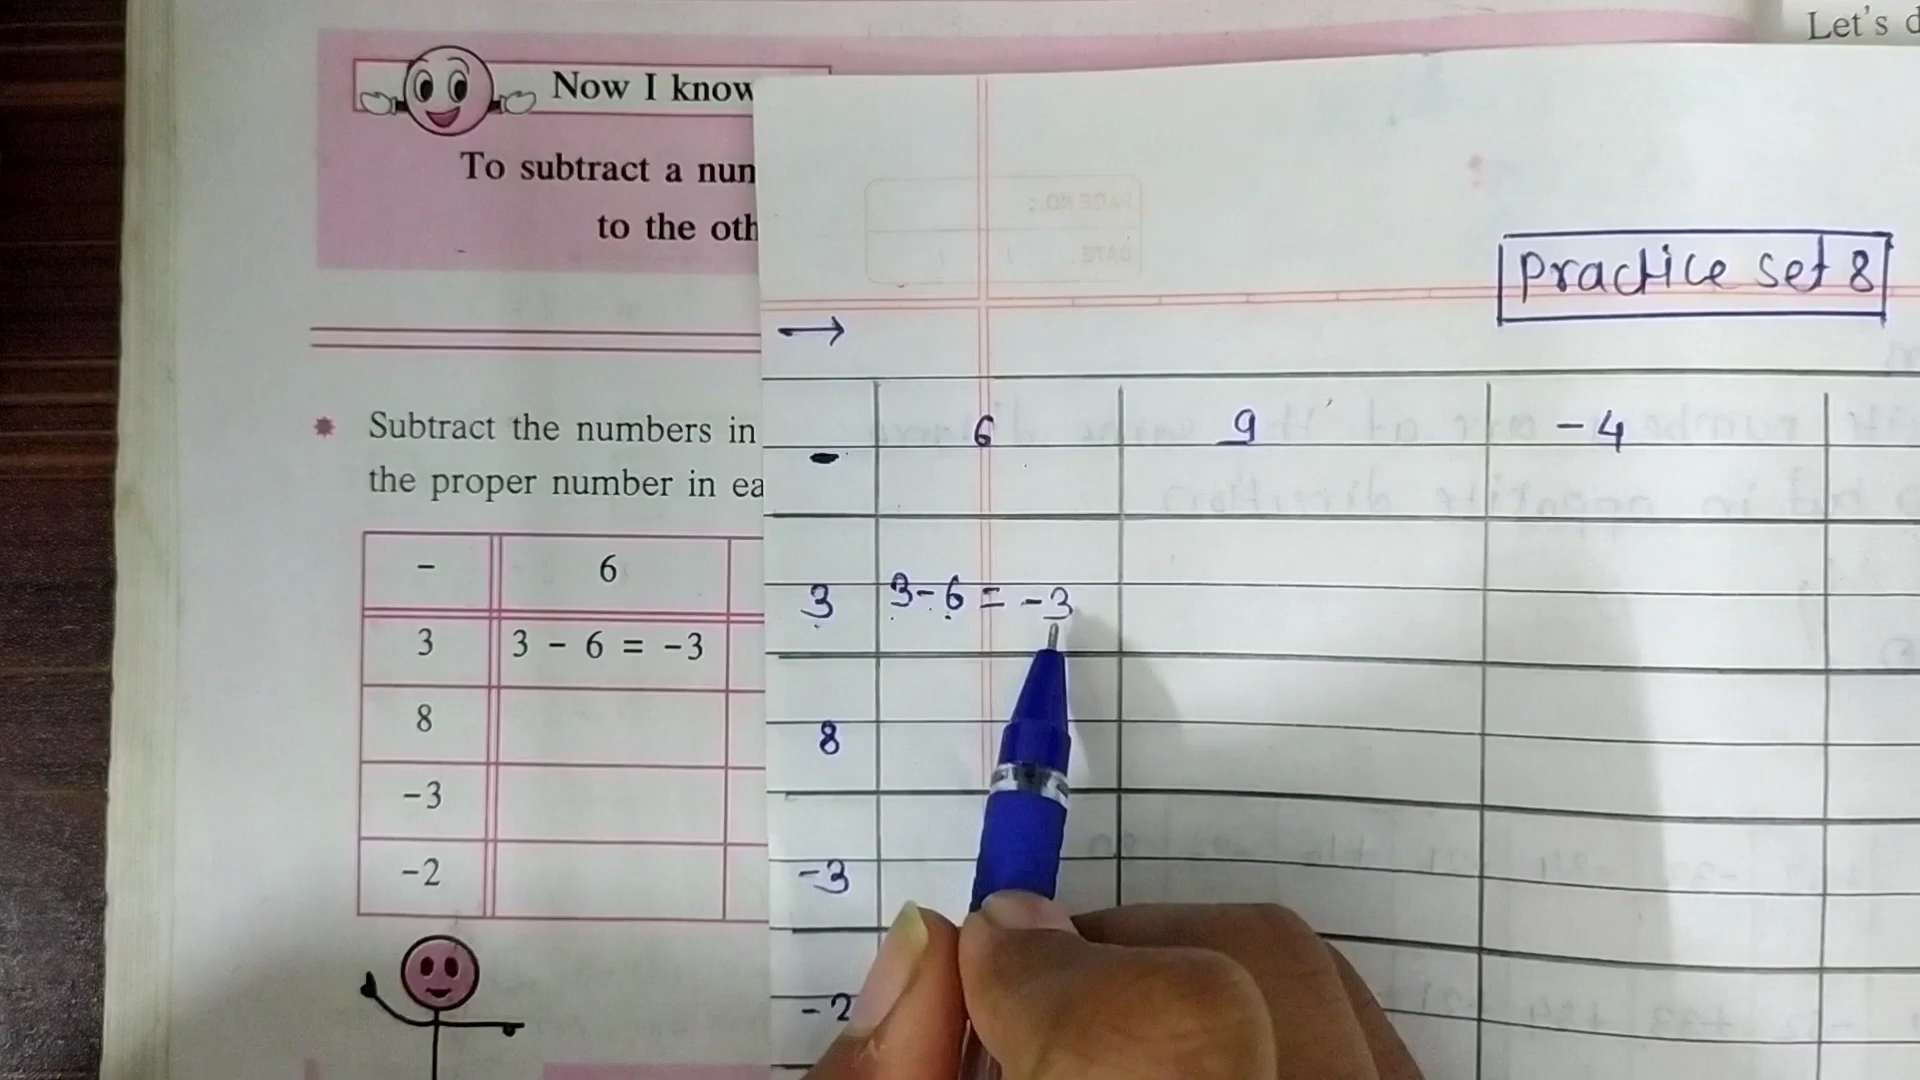 Let's d
Now I know
To subtract a num
to the oth
Practice set 8
→
Subtract the numbers in
the proper number in ea
- 6 9 -4
3 3-6 = -3
8
-3
-2
- 6
3 3 - 6 = -3
8
-3
-2